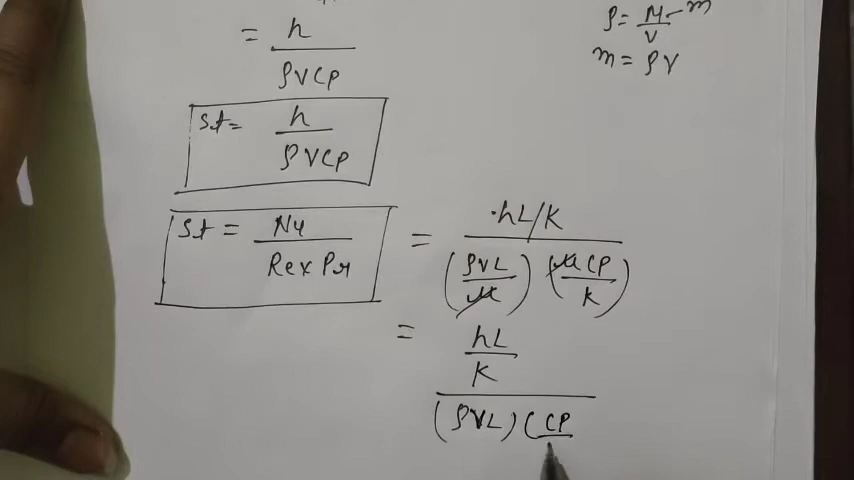 = h / ρVCp
ρ = M/V - m
m = ρV
St = h / ρVCp
St = Nu / Re x Pr = hL/K / (ρVL/μ) (μCp/K)
= hL/K / (ρVL) (Cp